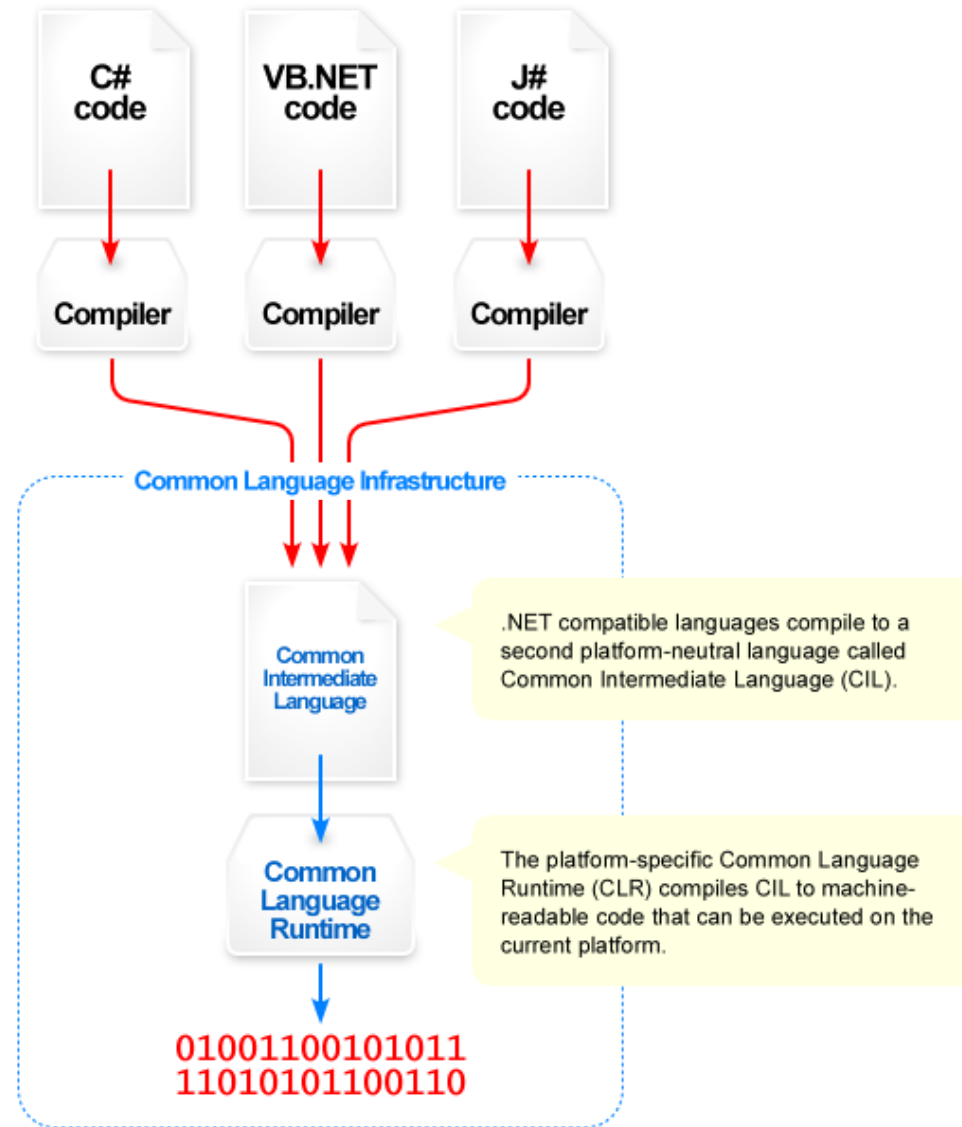 C#
code
VB.NET
code
J#
code
Compiler
Compiler
Compiler
Common Language Infrastructure
Common
Intermediate
Language
.NET compatible languages compile to a
second platform-neutral language called
Common Intermediate Language (CIL).
Common
Language
Runtime
The platform-specific Common Language
Runtime (CLR) compiles CIL to machine-
readable code that can be executed on the
current platform.
01001100101011
11010101100110